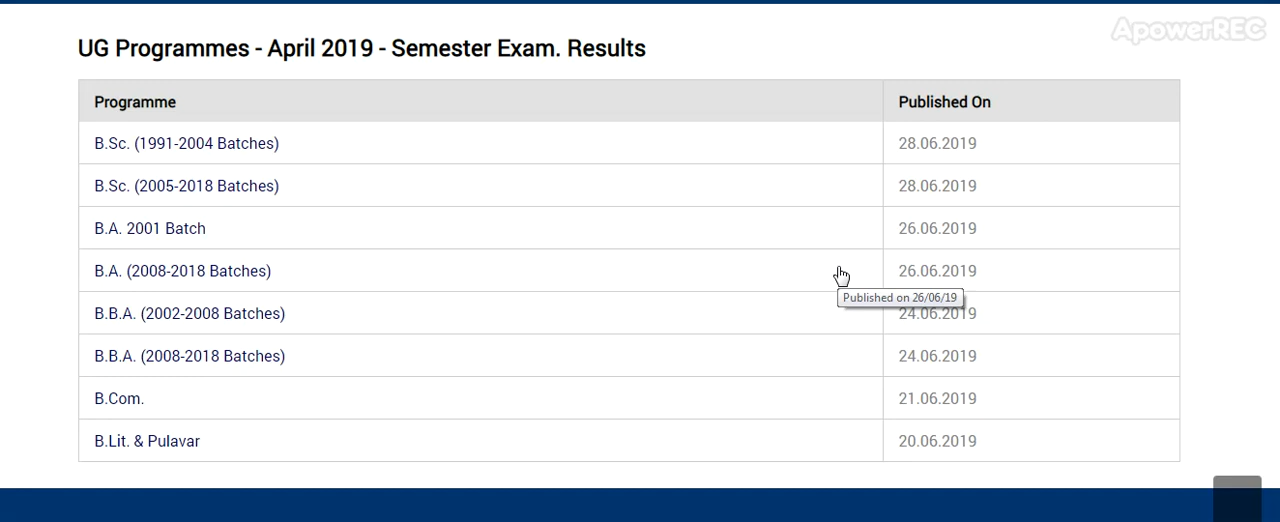 ApowerREC
UG Programmes - April 2019 - Semester Exam. Results
Programme Published On
B.Sc. (1991-2004 Batches) 28.06.2019
B.Sc. (2005-2018 Batches) 28.06.2019
B.A. 2001 Batch 26.06.2019
B.A. (2008-2018 Batches) 26.06.2019
Published on 26/06/19
B.B.A. (2002-2008 Batches) 24.06.2019
B.B.A. (2008-2018 Batches) 24.06.2019
B.Com. 21.06.2019
B.Lit. & Pulavar 20.06.2019